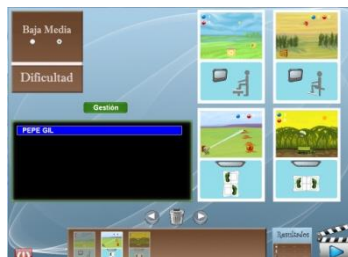 Baja Media
Dificultad
Gestión
PEPE GIL
Resultados